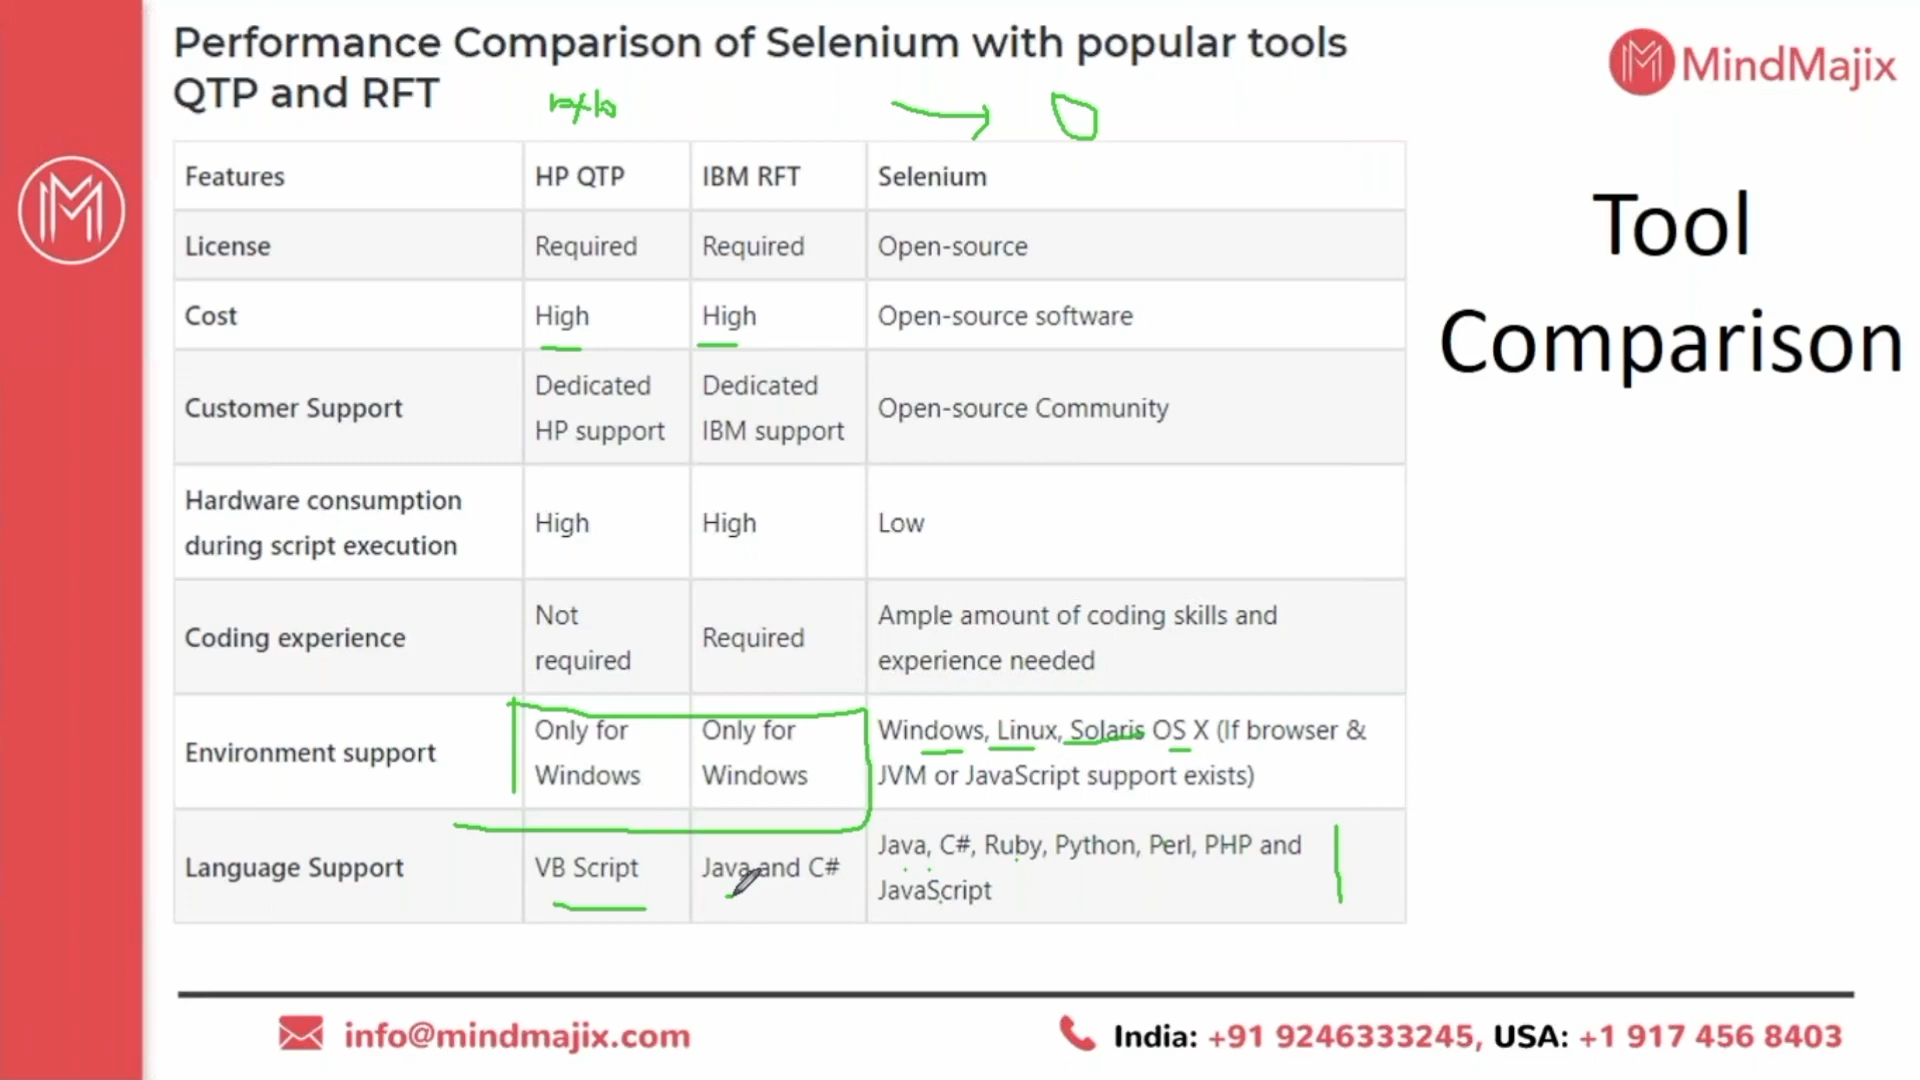 Performance Comparison of Selenium with popular tools
QTP and RFT
MindMajix
Tool
Comparison
Features HP QTP IBM RFT Selenium
License Required Required Open-source
Cost High High Open-source software
Customer Support
Dedicated
HP support
Dedicated
IBM support
Open-source Community
Hardware consumption
during script execution
High High Low
Coding experience
Not
required
Required
Ample amount of coding skills and
experience needed
Environment support
Only for
Windows
Only for
Windows
Windows, Linux, Solaris OS X (If browser &
JVM or JavaScript support exists)
Language Support
VB Script
Java and C#
Java, C#, Ruby, Python, Perl, PHP and
JavaScript
info@mindmajix.com
India: +91 9246333245, USA: +1 917 456 8403